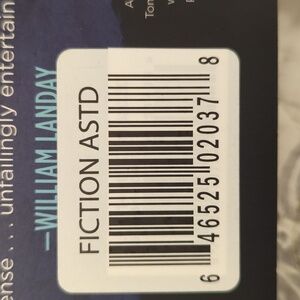 ense . . . unfailingly entertain
—WILLIAM LANDAY
FICTION ASTD
6 46525 02037 8